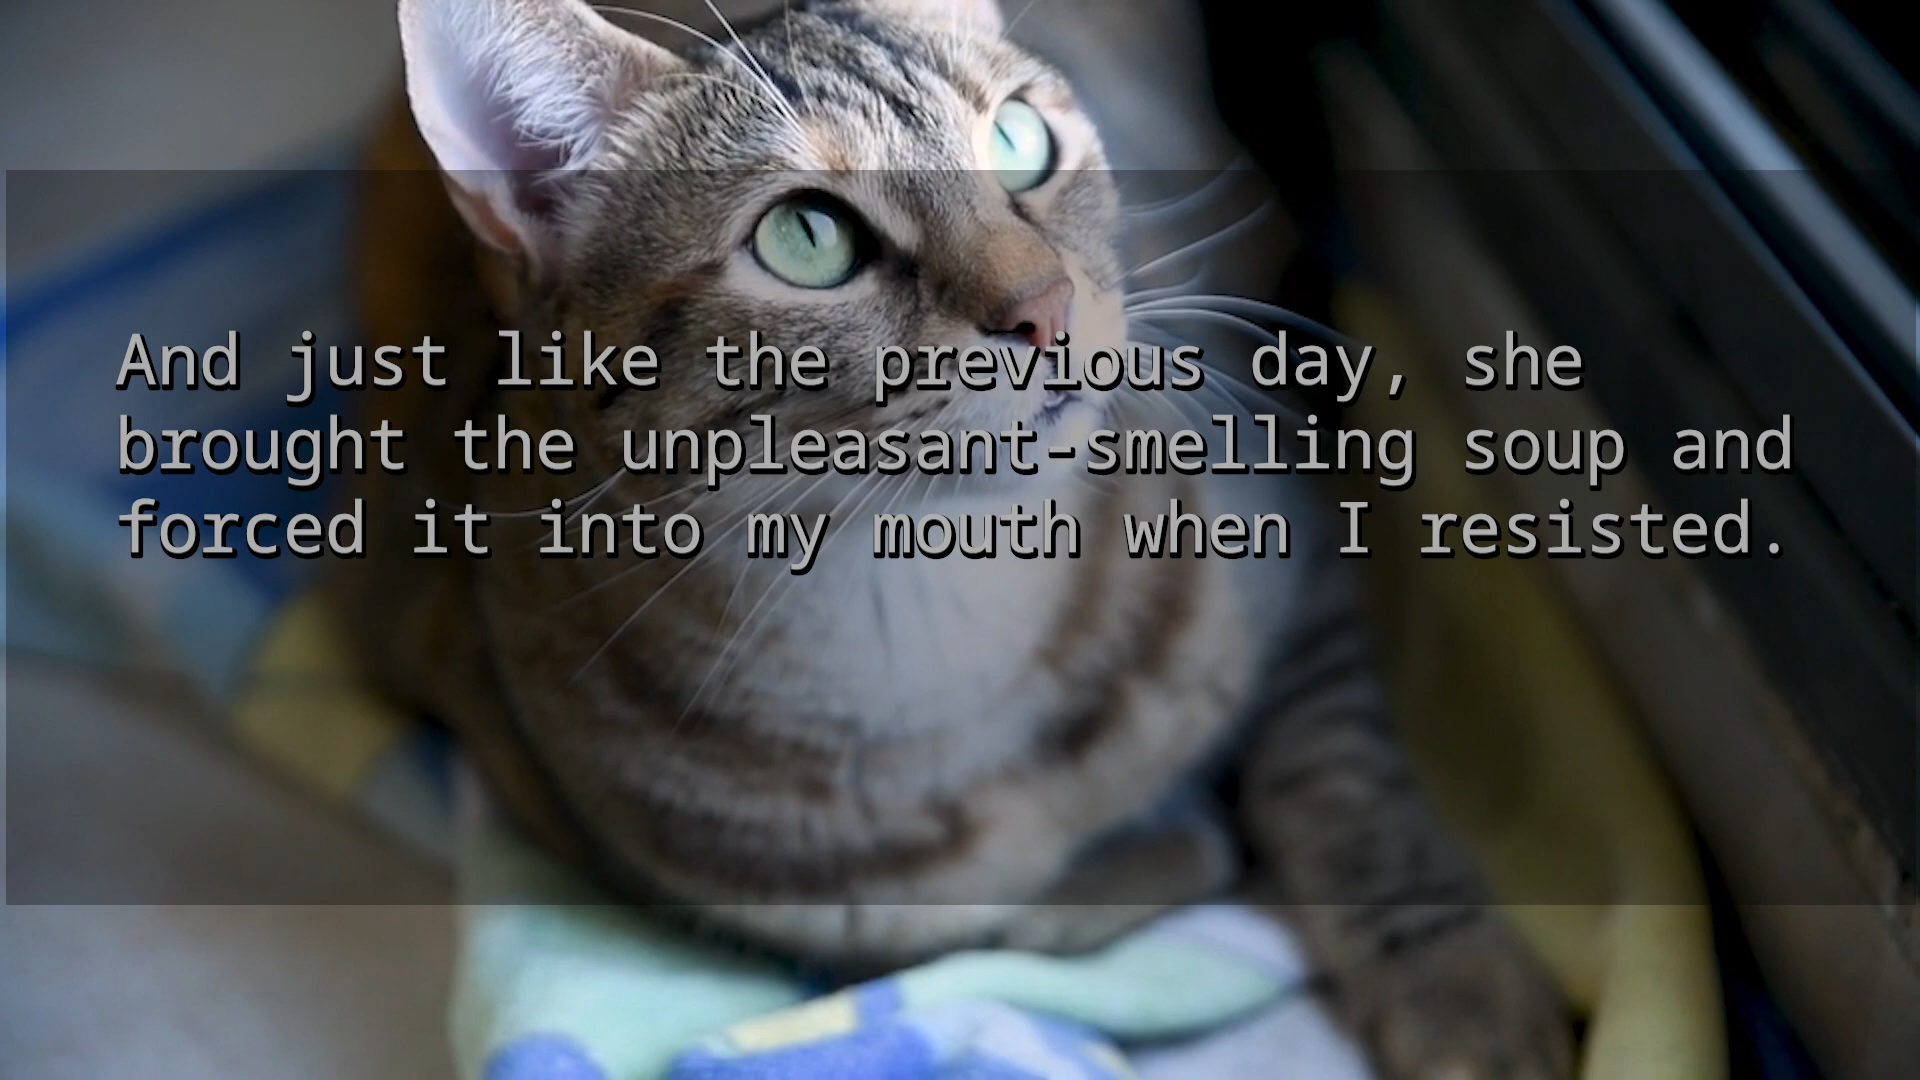 And just like the previous day, she
brought the unpleasant-smelling soup and
forced it into my mouth when I resisted.